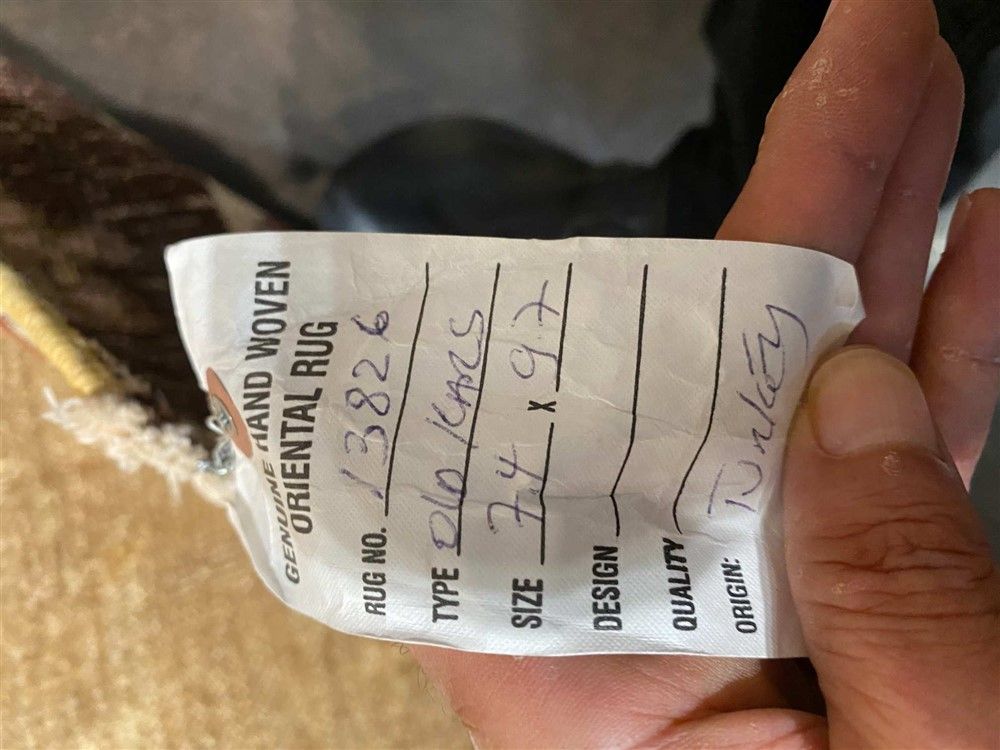 GENUINE HAND WOVEN
ORIENTAL RUG
RUG NO. 13826
TYPE Old KARS
SIZE 7.4 X 9.7
DESIGN
QUALITY
ORIGIN: Turkey